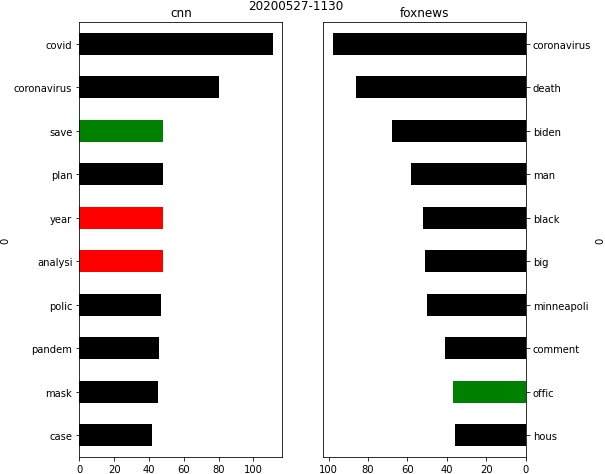 20200527-1130
cnn
covid
coronavirus
save
plan
year
analysi
polic
pandem
mask
case
0
0 20 40 60 80 100
foxnews
coronavirus
death
biden
man
black
big
minneapoli
comment
offic
hous
0
100 80 60 40 20 0